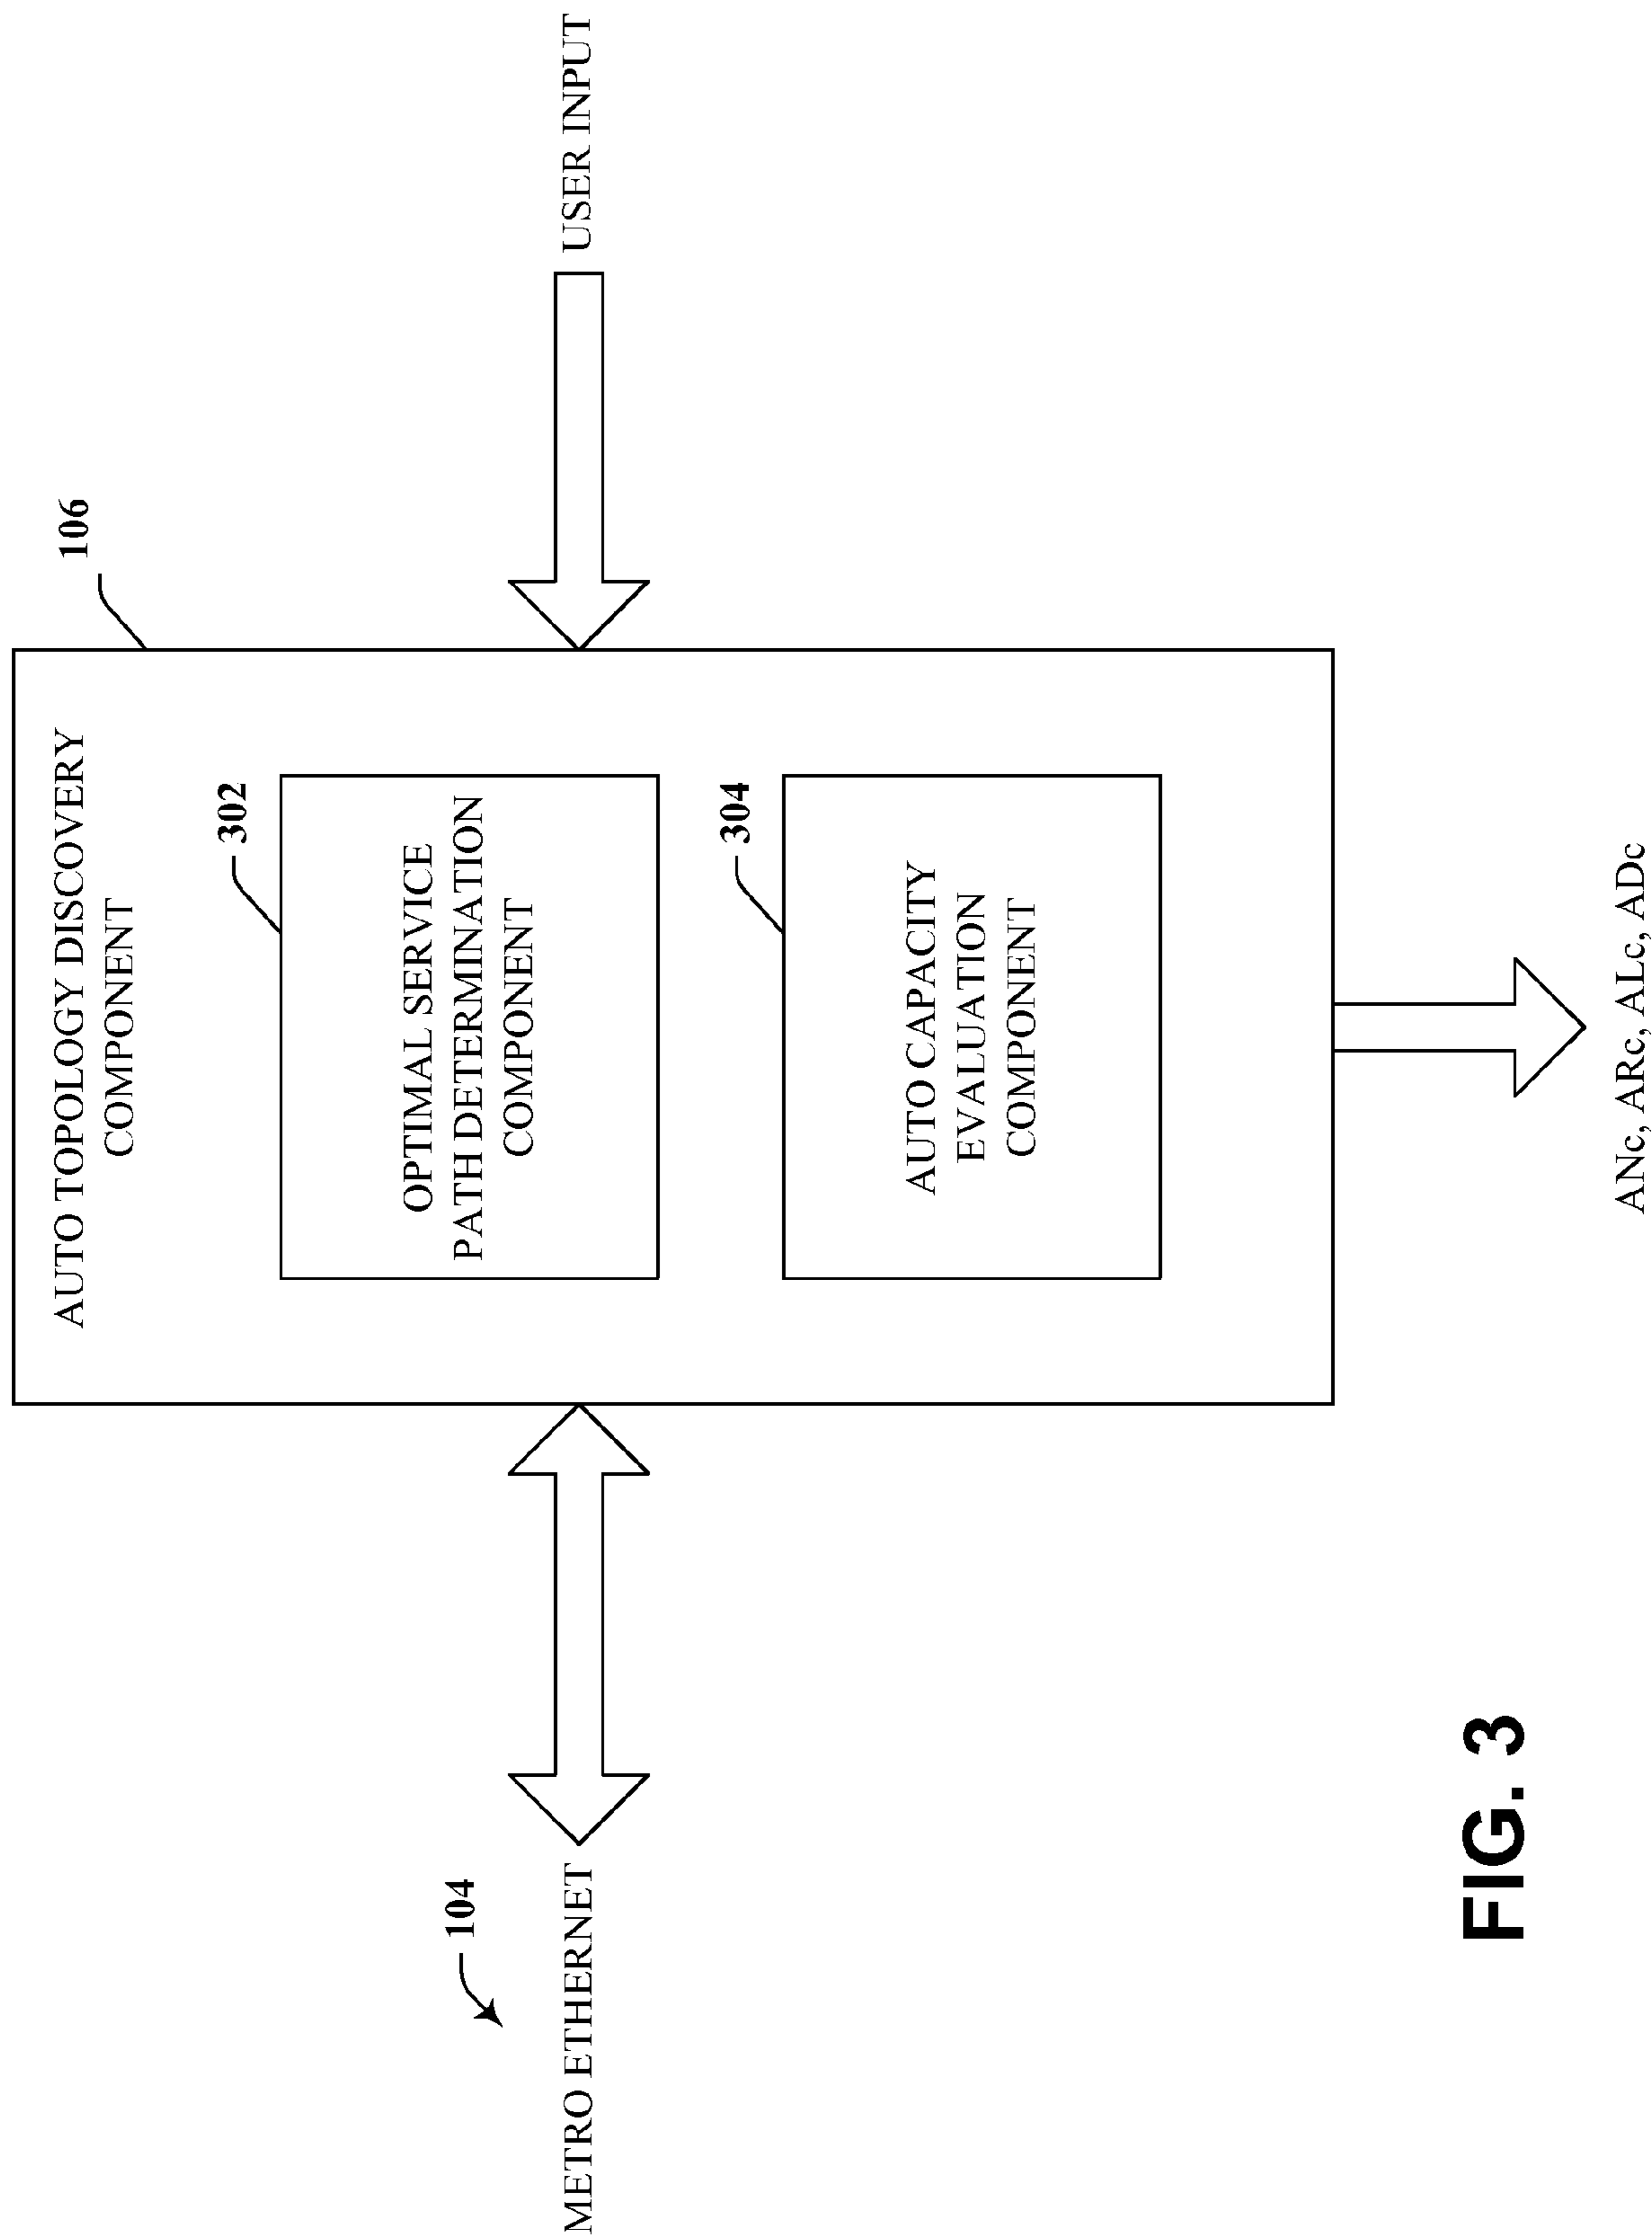 AUTO TOPOLOGY DISCOVERY
COMPONENT
106
302
OPTIMAL SERVICE
PATH DETERMINATION
COMPONENT
104
METRO ETHERNET
USER INPUT
304
AUTO CAPACITY
EVALUATION
COMPONENT
FIG. 3
ANc, ARc, ALc, ADc